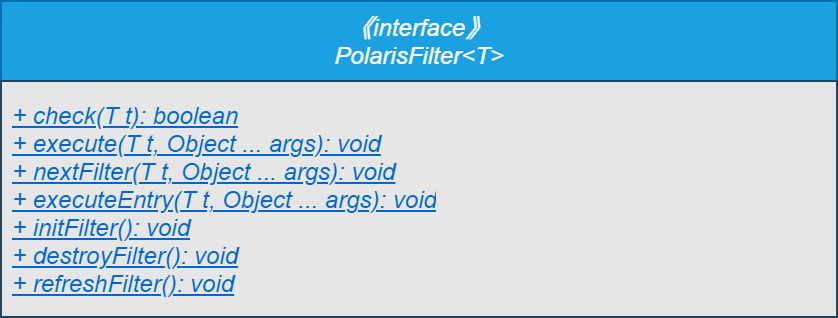 《interface》
PolarisFilter<T>
+ check(T t): boolean
+ execute(T t, Object ... args): void
+ nextFilter(T t, Object ... args): void
+ executeEntry(T t, Object ... args): void
+ initFilter(): void
+ destroyFilter(): void
+ refreshFilter(): void